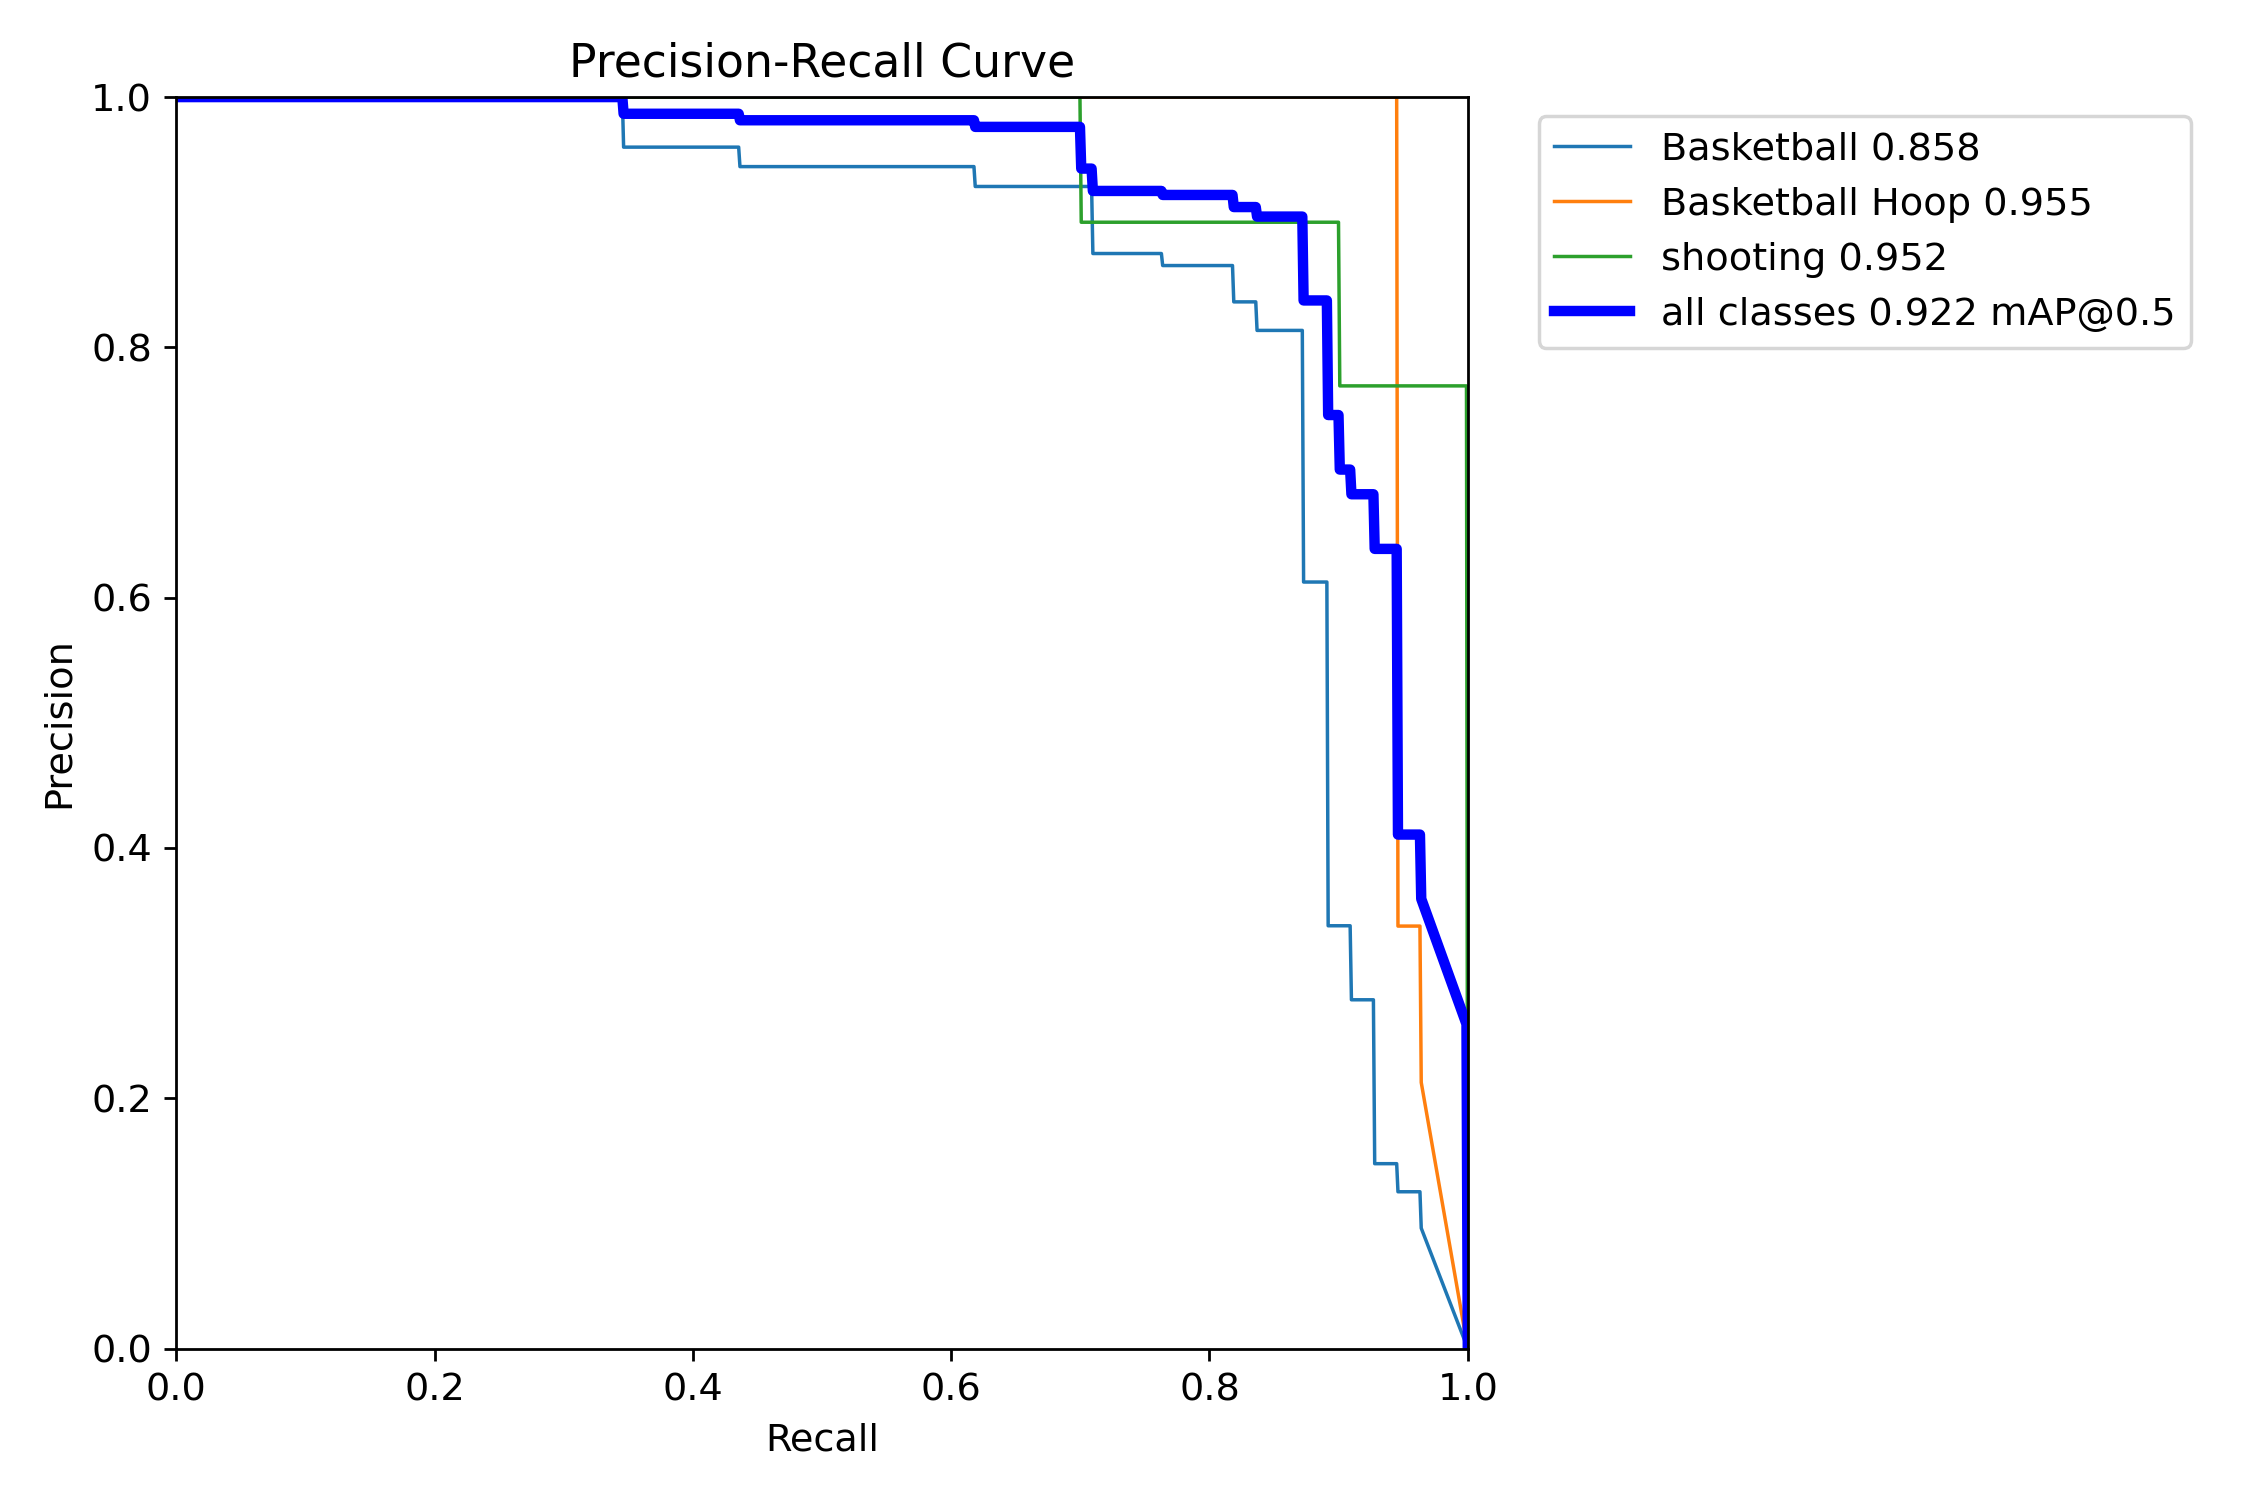 Precision-Recall Curve
1.0
0.8
0.6
0.4
0.2
0.0
Precision
0.0 0.2 0.4 0.6 0.8 1.0
Recall
Basketball 0.858
Basketball Hoop 0.955
shooting 0.952
all classes 0.922 mAP@0.5